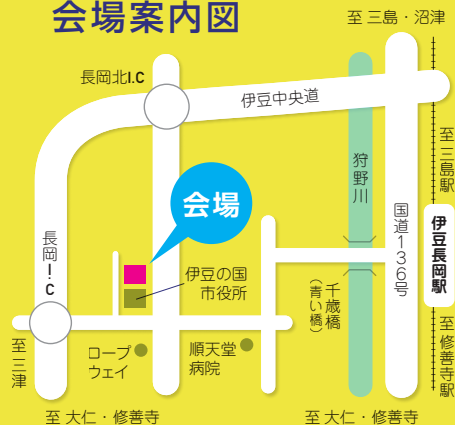 会場案内図
至 三島・沼津
長岡北I.C
伊豆中央道
至三島駅
狩野川
会場
国道136号
伊豆長岡駅
長岡I.C
伊豆の国
市役所
千歳橋
(青い橋)
至三津
ロープ
ウェイ
順天堂
病院
至修善寺駅
至 大仁・修善寺
至 大仁・修善寺